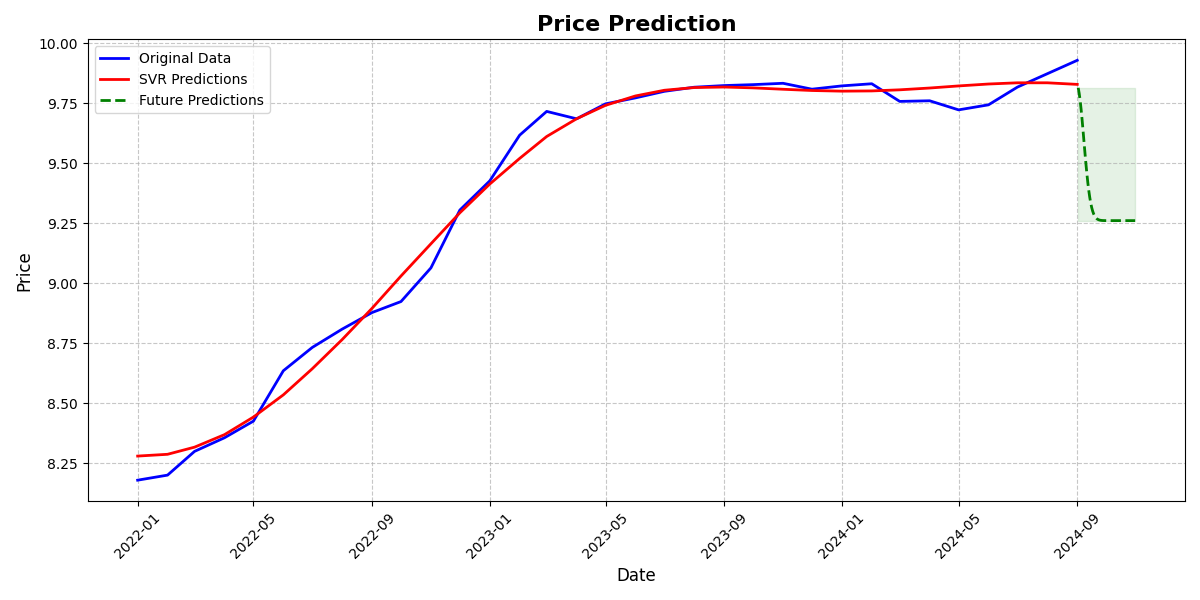 Price Prediction
Original Data
SVR Predictions
Future Predictions
Price
10.00
9.75
9.50
9.25
9.00
8.75
8.50
8.25
2022-01
2022-05
2022-09
2023-01
2023-05
2023-09
2024-01
2024-05
2024-09
Date